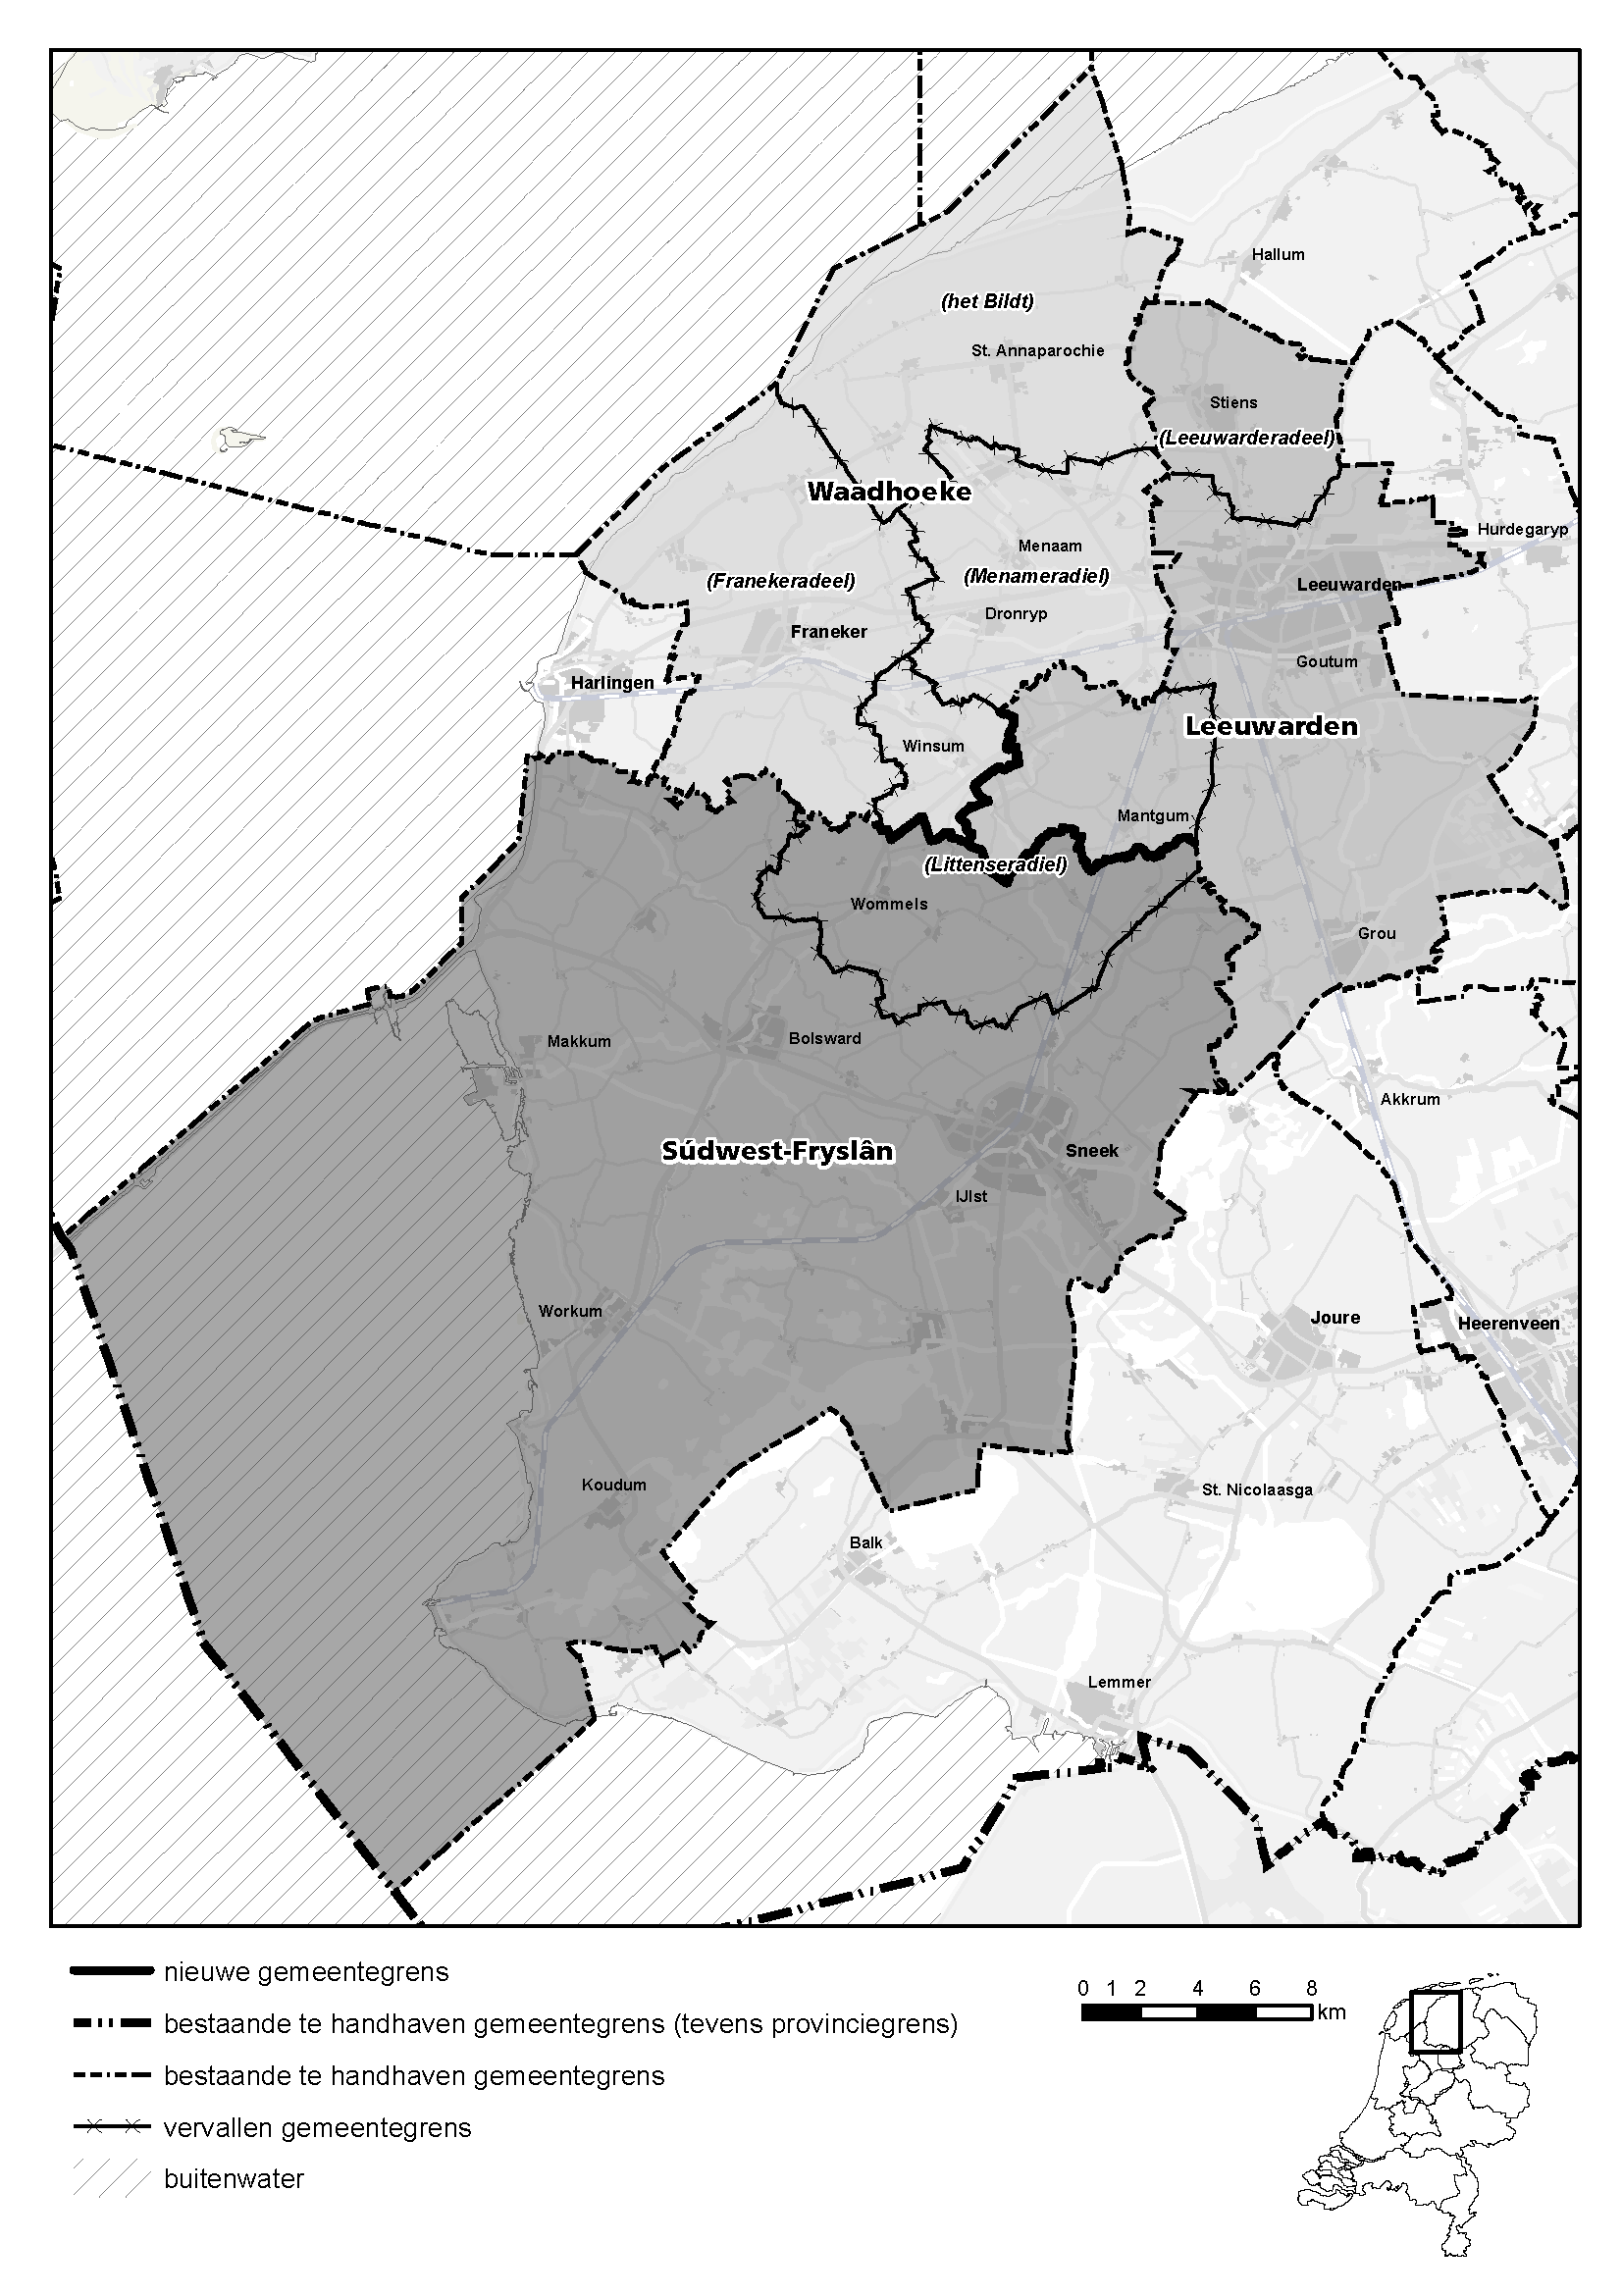 Hallum
(het Bildt)
St. Annaparochie
Stiens
(Leeuwarderadeel)
Waadhoeke
Hurdegaryp
Menaam
(Menameradiel)
(Franekeradeel)
Leeuwarden
Dronryp
Franeker
Goutum
Harlingen
Leeuwarden
Winsum
Mantgum
(Littenseradiel)
Wommels
Grou
Makkum
Bolsward
Akkrum
Súdwest-Fryslân
Sneek
IJlst
Workum
Joure
Heerenveen
Koudum
St. Nicolaasga
Balk
Lemmer
nieuwe gemeentegrens
bestaande te handhaven gemeentegrens (tevens provinciegrens)
bestaande te handhaven gemeentegrens
vervallen gemeentegrens
buitenwater
0 1 2 4 6 8
km